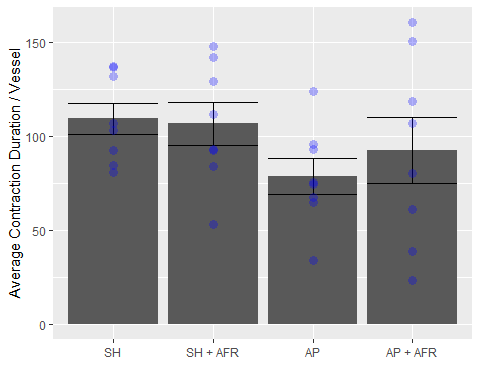 Average Contraction Duration / Vessel
150
100
50
0
SH
SH + AFR
AP
AP + AFR